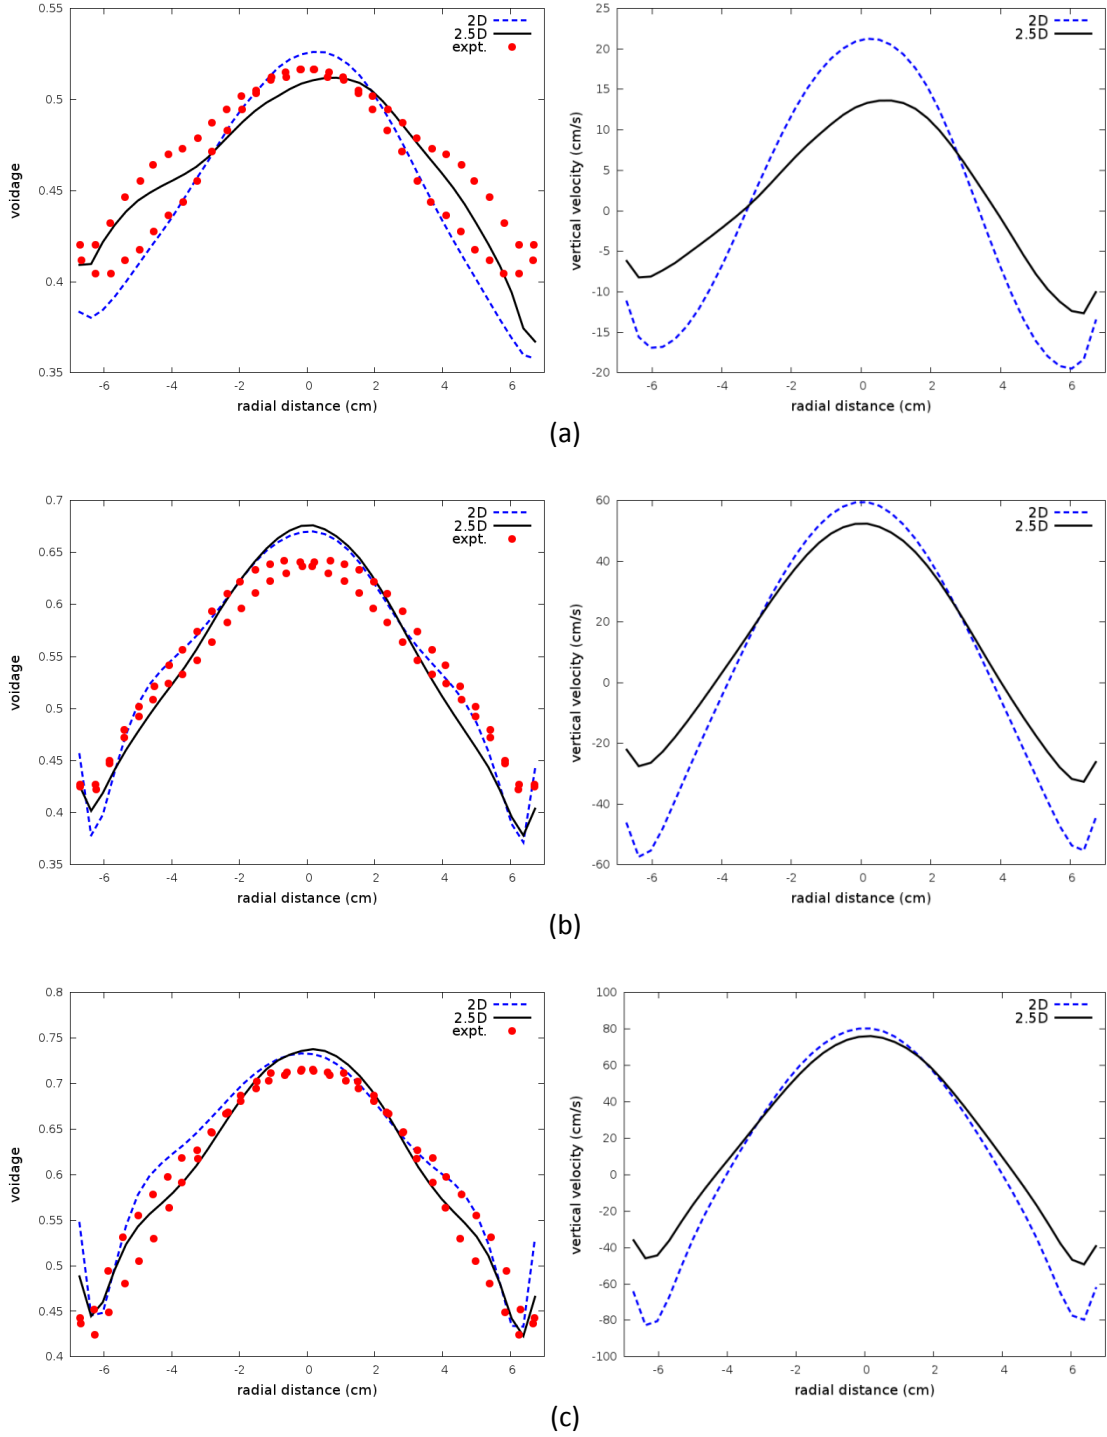 0.55
0.5
0.45
0.4
0.35
voidage
-6 -4 -2 0 2 4 6
radial distance (cm)
2D
2.5D
expt.
25
20
15
10
5
0
-5
-10
-15
-20
vertical velocity (cm/s)
-6 -4 -2 0 2 4 6
radial distance (cm)
2D
2.5D
(a)
0.7
0.65
0.6
0.55
0.5
0.45
0.4
0.35
voidage
-6 -4 -2 0 2 4 6
radial distance (cm)
2D
2.5D
expt.
60
40
20
0
-20
-40
-60
vertical velocity (cm/s)
-6 -4 -2 0 2 4 6
radial distance (cm)
2D
2.5D
(b)
0.8
0.75
0.7
0.65
0.6
0.55
0.5
0.45
0.4
voidage
-6 -4 -2 0 2 4 6
radial distance (cm)
2D
2.5D
expt.
100
80
60
40
20
0
-20
-40
-60
-80
-100
vertical velocity (cm/s)
-6 -4 -2 0 2 4 6
radial distance (cm)
2D
2.5D
(c)